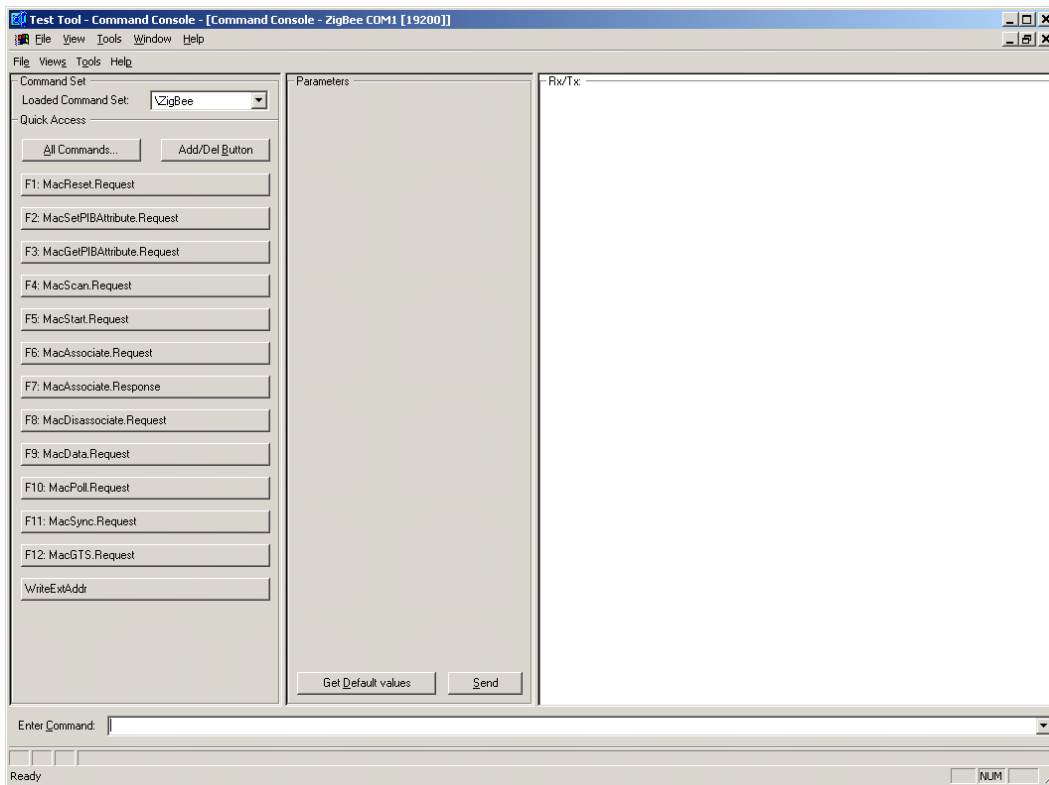 Test Tool - Command Console - [Command Console - ZigBee COM1 [19200]]
File View Tools Window Help
File Views Tools Help
Command Set
Loaded Command Set: \ZigBee
Quick Access
All Commands... Add/Del Button
F1: MacReset.Request
F2: MacSetPIBAttribute.Request
F3: MacGetPIBAttribute.Request
F4: MacScan.Request
F5: MacStart.Request
F6: MacAssociate.Request
F7: MacAssociate.Response
F8: MacDisassociate.Request
F9: MacData.Request
F10: MacPoll.Request
F11: MacSync.Request
F12: MacGTS.Request
WriteExtAddr
Parameters
Get Default values Send
Rx/Tx:
Enter Command:
Ready NUM